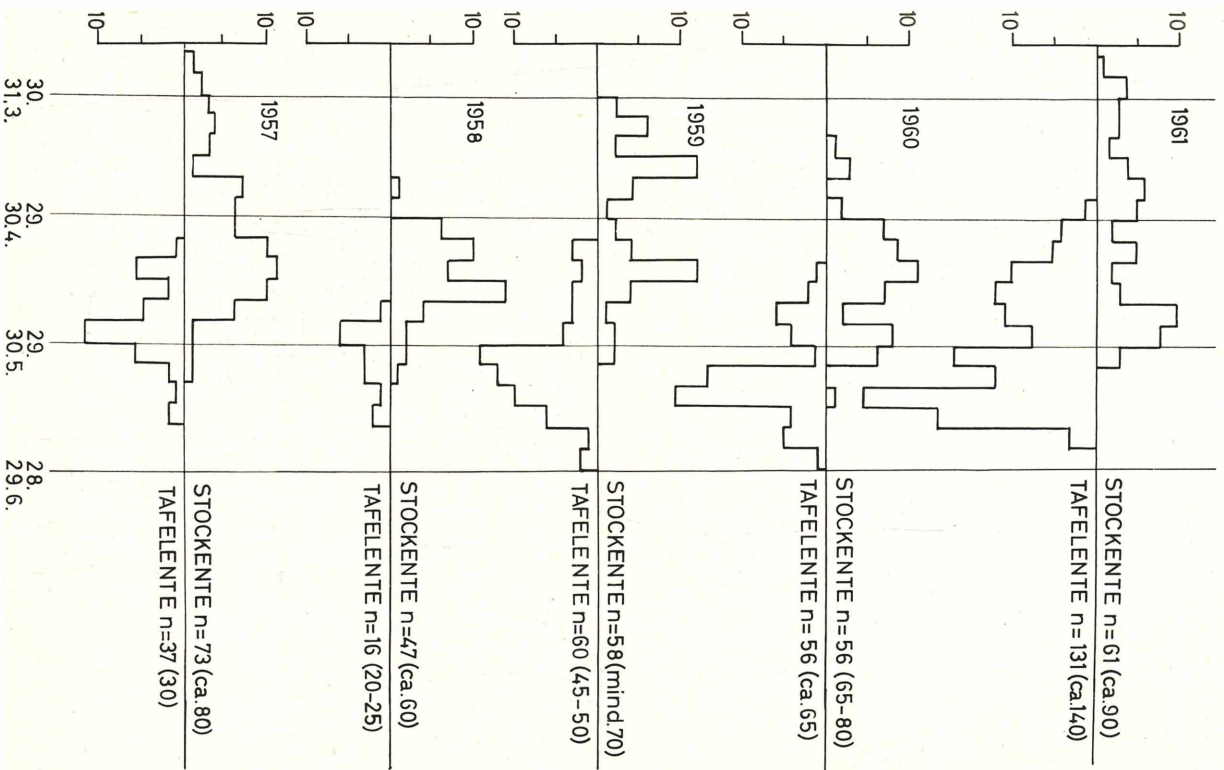 10
1961
STOCKENTE n=61 (ca.90)
TAFELENTE n=131 (ca.140)
10
10
1960
STOCKENTE n=56 (65-80)
TAFELENTE n=56 (ca.65)
10
10
1959
STOCKENTE n=58 (mind.70)
TAFELENTE n=60 (45-50)
10
10
1958
STOCKENTE n=47 (ca.60)
TAFELENTE n=16 (20-25)
10
10
1957
STOCKENTE n=73 (ca.80)
TAFELENTE n=37 (30)
10
30. 29. 29. 28.
31.3. 30.4. 30.5. 29.6.